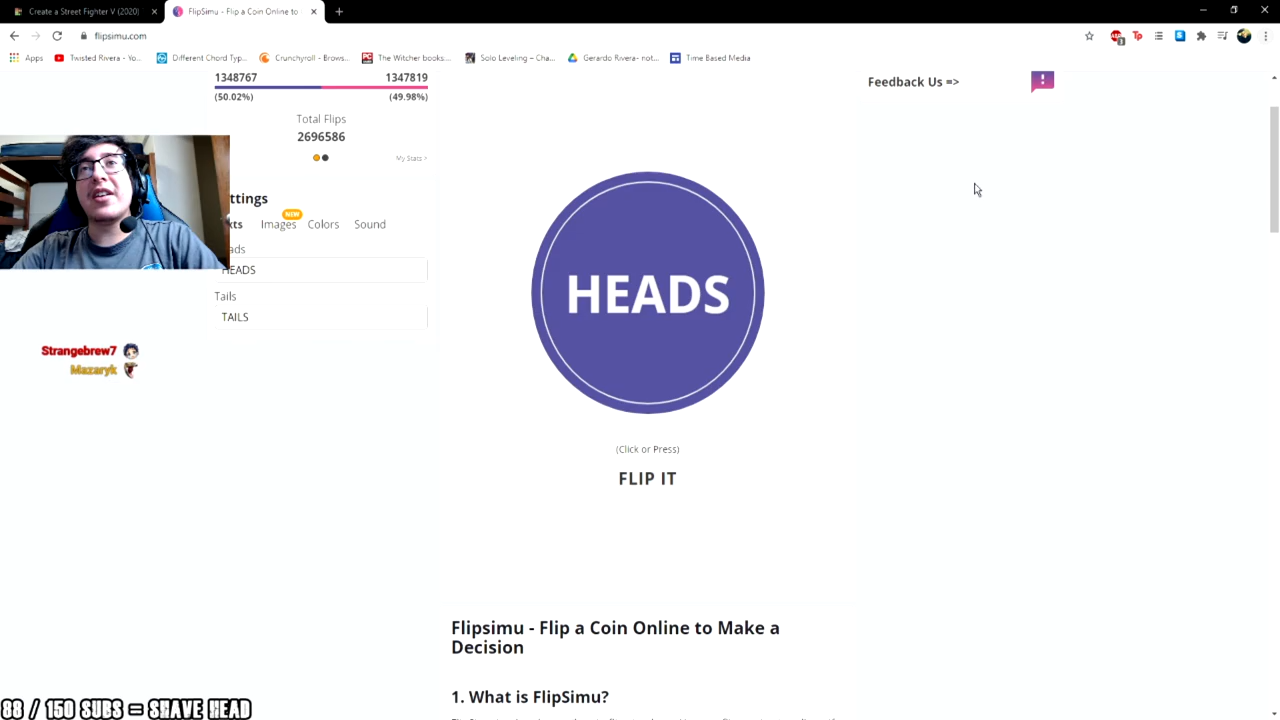 Create a Street Fighter V (2020)
FlipSimu - Flip a Coin Online to
flipsimu.com
Apps
Twisted Rivera - Yo...
Different Chord Typ...
Crunchyroll - Brows...
The Witcher books:...
Solo Leveling – Cha...
Gerardo Rivera- not...
Time Based Media
1348767 1347819
(50.02%) (49.98%)
Total Flips
2696586
My Stats >
ttings
NEW
xts Images Colors Sound
ads
HEADS
Tails
TAILS
Feedback Us =>
HEADS
(Click or Press)
FLIP IT
Strangebrew7
Mazaryk
Flipsimu - Flip a Coin Online to Make a
Decision
1. What is FlipSimu?
88 / 150 SUBS = SHAVE HEAD